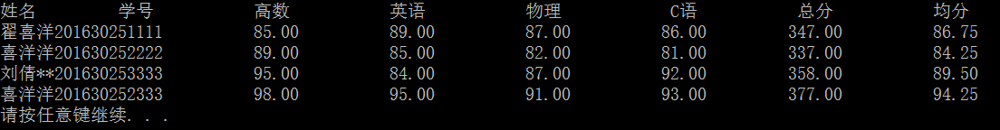 姓名 学号 高数 英语 物理 C语 总分 均分
翟喜洋201630251111 85.00 89.00 87.00 86.00 347.00 86.75
喜洋洋201630252222 89.00 85.00 82.00 81.00 337.00 84.25
刘倩**201630253333 95.00 84.00 87.00 92.00 358.00 89.50
喜洋洋201630252333 98.00 95.00 91.00 93.00 377.00 94.25
请按任意键继续. . .